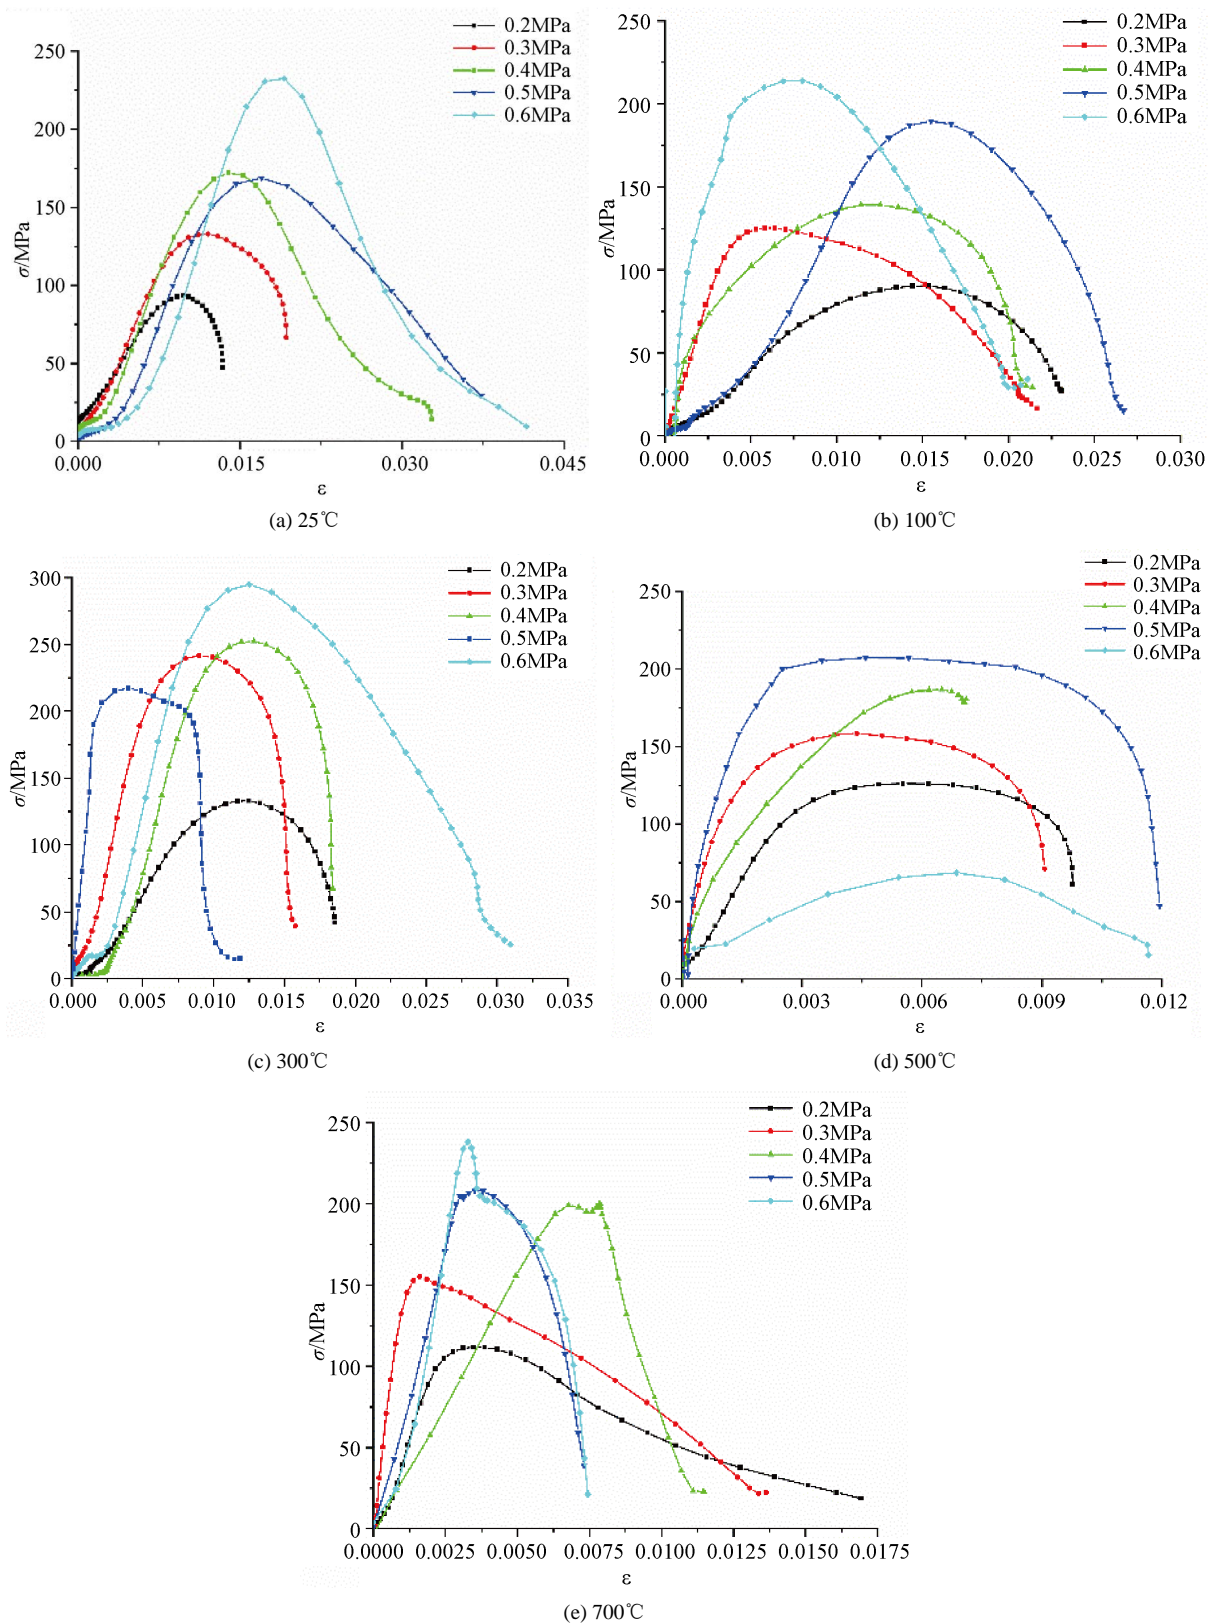 0.2MPa
0.3MPa
0.4MPa
0.5MPa
0.6MPa
250
200
150
100
50
0
σ/MPa
0.000 0.015 0.030 0.045
ε
(a) 25℃
0.2MPa
0.3MPa
0.4MPa
0.5MPa
0.6MPa
250
200
150
100
50
0
σ/MPa
0.000 0.005 0.010 0.015 0.020 0.025 0.030
ε
(b) 100℃
0.2MPa
0.3MPa
0.4MPa
0.5MPa
0.6MPa
300
250
200
150
100
50
0
σ/MPa
0.000 0.005 0.010 0.015 0.020 0.025 0.030 0.035
ε
(c) 300℃
0.2MPa
0.3MPa
0.4MPa
0.5MPa
0.6MPa
250
200
150
100
50
0
σ/MPa
0.000 0.003 0.006 0.009 0.012
ε
(d) 500℃
0.2MPa
0.3MPa
0.4MPa
0.5MPa
0.6MPa
250
200
150
100
50
0
σ/MPa
0.0000 0.0025 0.0050 0.0075 0.0100 0.0125 0.0150 0.0175
ε
(e) 700℃